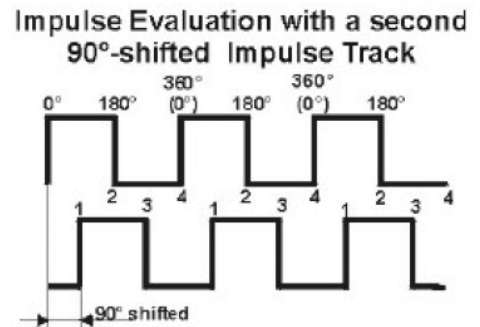 Impulse Evaluation with a second
90°-shifted Impulse Track
360° 360°
0° 180° (0°) 180° (0°) 180°
1 2 3 4 1 2 3 4 1 2 3 4
90° shifted